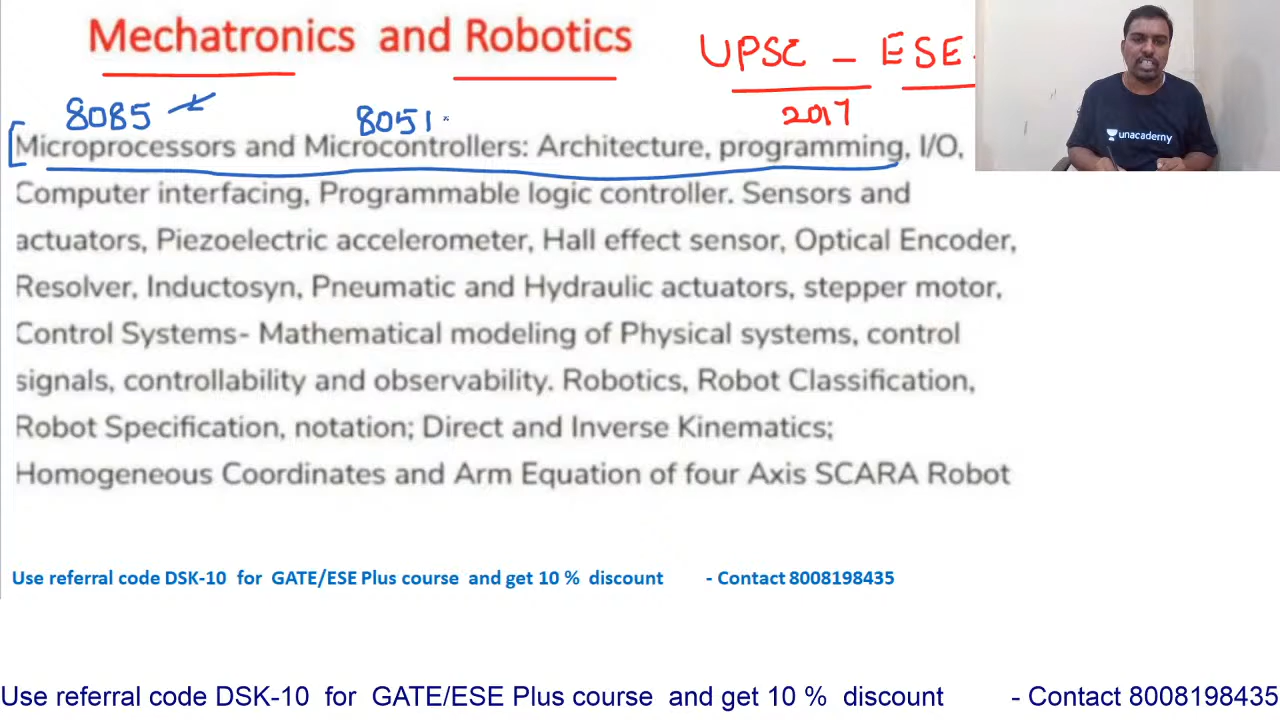 Mechatronics and Robotics
UPSC - ESE-
2017
8085
8051
Microprocessors and Microcontrollers: Architecture, programming, I/O,
Computer interfacing, Programmable logic controller. Sensors and
actuators, Piezoelectric accelerometer, Hall effect sensor, Optical Encoder,
Resolver, Inductosyn, Pneumatic and Hydraulic actuators, stepper motor,
Control Systems- Mathematical modeling of Physical systems, control
signals, controllability and observability. Robotics, Robot Classification,
Robot Specification, notation; Direct and Inverse Kinematics;
Homogeneous Coordinates and Arm Equation of four Axis SCARA Robot
unacademy
Use referral code DSK-10 for GATE/ESE Plus course and get 10 % discount - Contact 8008198435
Use referral code DSK-10 for GATE/ESE Plus course and get 10 % discount - Contact 8008198435